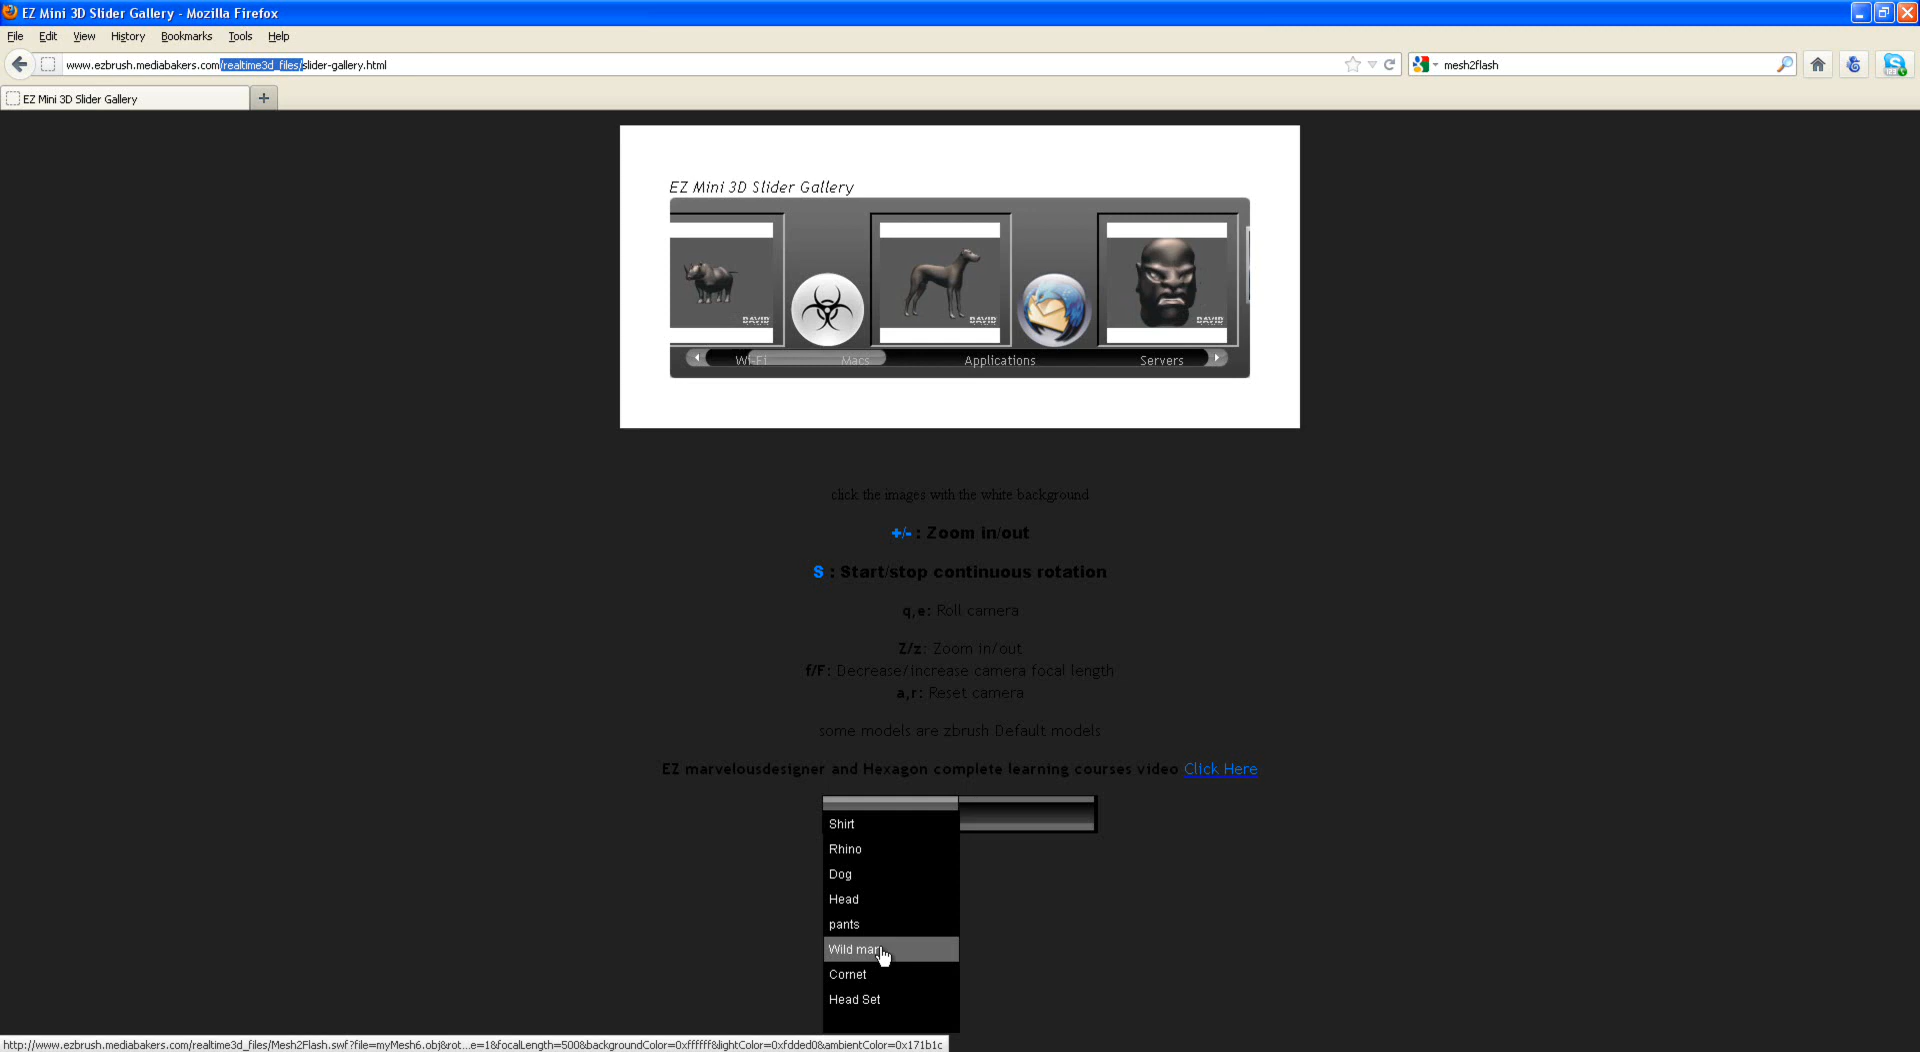 EZ Mini 3D Slider Gallery - Mozilla Firefox
File Edit View History Bookmarks Tools Help
www.ezbrush.mediabakers.com/realtime3d_files/slider-gallery.html
mesh2flash
EZ Mini 3D Slider Gallery
EZ Mini 3D Slider Gallery
Wi-Fi Macs Applications Servers
click the images with the white background
+/- : Zoom in/out
S : Start/stop continuous rotation
q,e: Roll camera
Z/z: Zoom in/out
f/F: Decrease/increase camera focal length
a,r: Reset camera
some models are zbrush Default models
EZ marvelousdesigner and Hexagon complete learning courses video Click Here
Shirt
Rhino
Dog
Head
pants
Wild man
Cornet
Head Set
http://www.ezbrush.mediabakers.com/realtime3d_files/Mesh2Flash.swf?file=myMesh6.obj&rot...e=1&focalLength=500&backgroundColor=0xffffff&lightColor=0xfdded0&ambientColor=0x171b1c